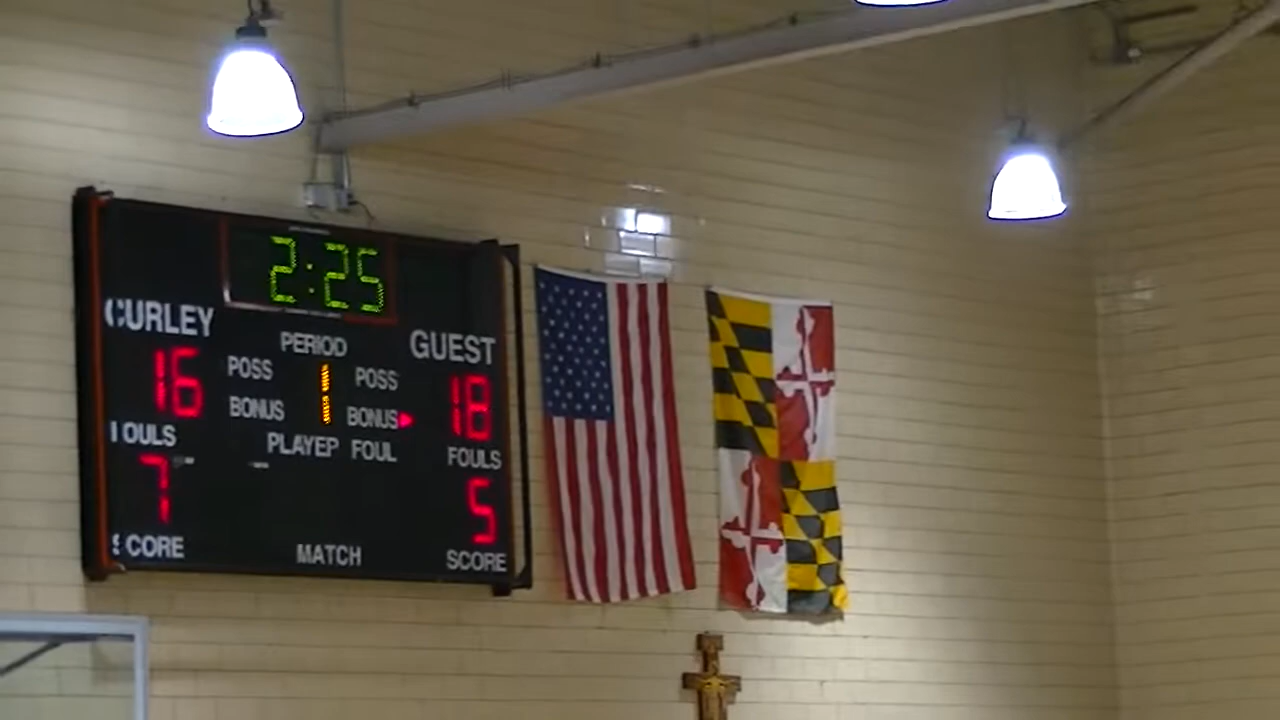 2:25
CURLEY
PERIOD
GUEST
16
POSS
1
POSS
18
BONUS
BONUS
FOULS
PLAYER FOUL
FOULS
7
5
SCORE
MATCH
SCORE